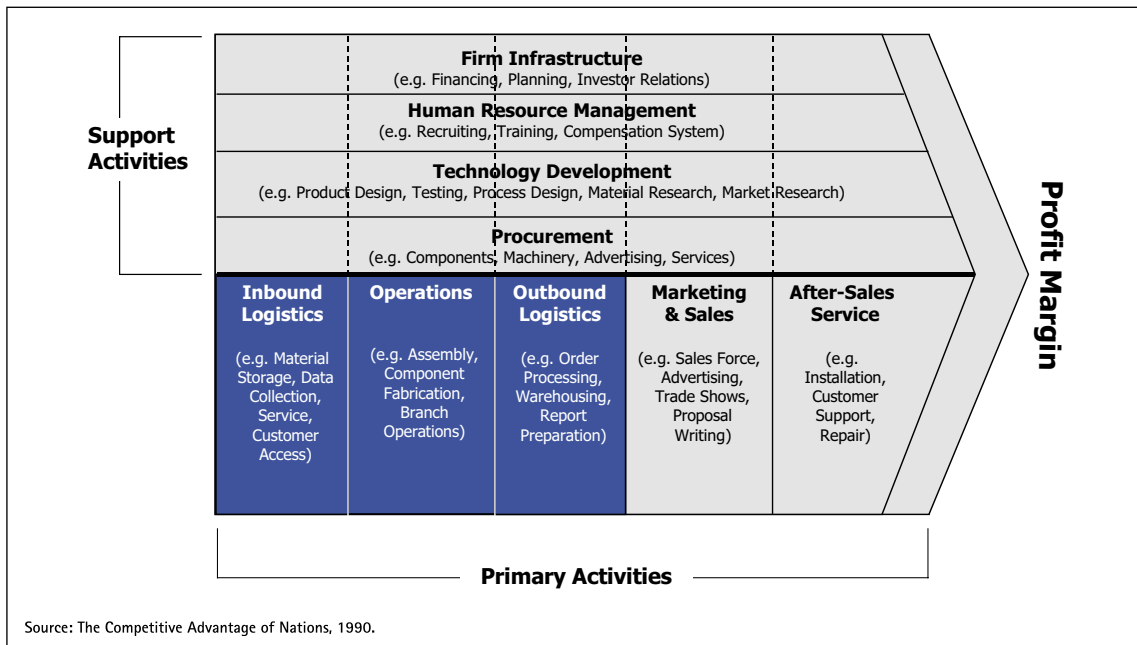 Firm Infrastructure
(e.g. Financing, Planning, Investor Relations)
Human Resource Management
(e.g. Recruiting, Training, Compensation System)
Support
Activities
Technology Development
(e.g. Product Design, Testing, Process Design, Material Research, Market Research)
Procurement
(e.g. Components, Machinery, Advertising, Services)
Profit Margin
Inbound
Logistics
(e.g. Material
Storage, Data
Collection,
Service,
Customer
Access)
Operations
(e.g. Assembly,
Component
Fabrication,
Branch
Operations)
Outbound
Logistics
(e.g. Order
Processing,
Warehousing,
Report
Preparation)
Marketing
& Sales
(e.g. Sales Force,
Advertising,
Trade Shows,
Proposal
Writing)
After-Sales
Service
(e.g.
Installation,
Customer
Support,
Repair)
Primary Activities
Source: The Competitive Advantage of Nations, 1990.